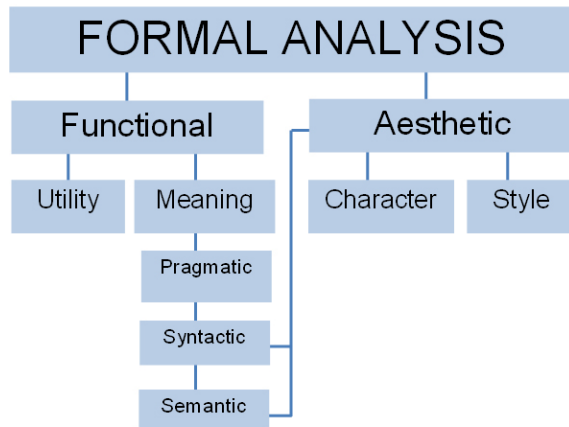 FORMAL ANALYSIS
Functional
Aesthetic
Utility
Meaning
Character
Style
Pragmatic
Syntactic
Semantic